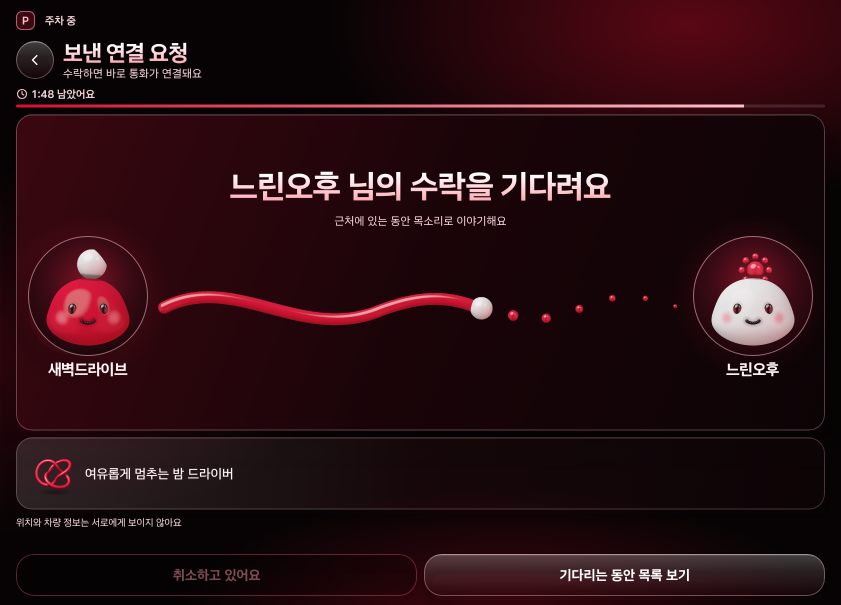 P 주차 중
보낸 연결 요청
수락하면 바로 통화가 연결돼요
1:48 남았어요
느린오후 님의 수락을 기다려요
근처에 있는 동안 목소리로 이야기해요
새벽드라이브
느린오후
여유롭게 멈추는 밤 드라이버
위치와 차량 정보는 서로에게 보이지 않아요
취소하고 있어요
기다리는 동안 목록 보기